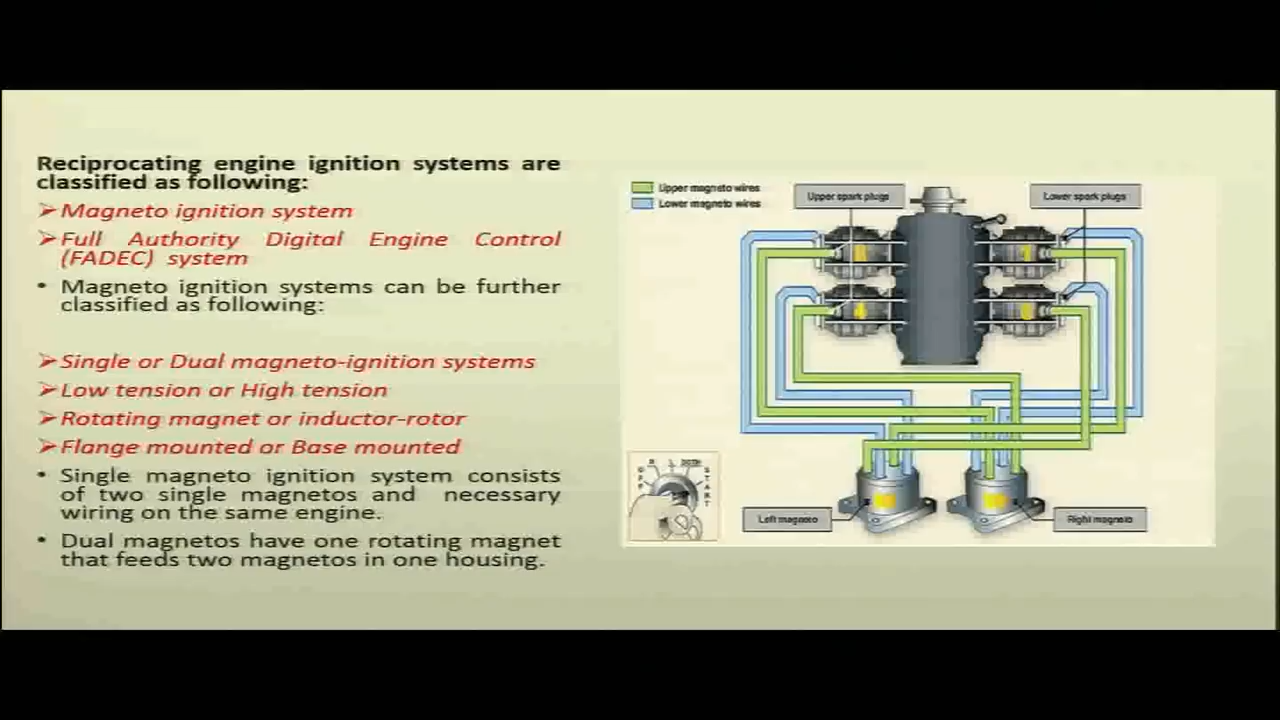 Reciprocating engine ignition systems are
classified as following:
Magneto ignition system
Full Authority Digital Engine Control
(FADEC) system
• Magneto ignition systems can be further
classified as following:
Single or Dual magneto-ignition systems
Low tension or High tension
Rotating magnet or inductor-rotor
Flange mounted or Base mounted
• Single magneto ignition system consists
of two single magnetos and necessary
wiring on the same engine.
• Dual magnetos have one rotating magnet
that feeds two magnetos in one housing.
Upper magneto wires
Lower magneto wires
Upper spark plugs
Lower spark plugs
OFF
R
L
BOTH
START
Left magneto
Right magneto